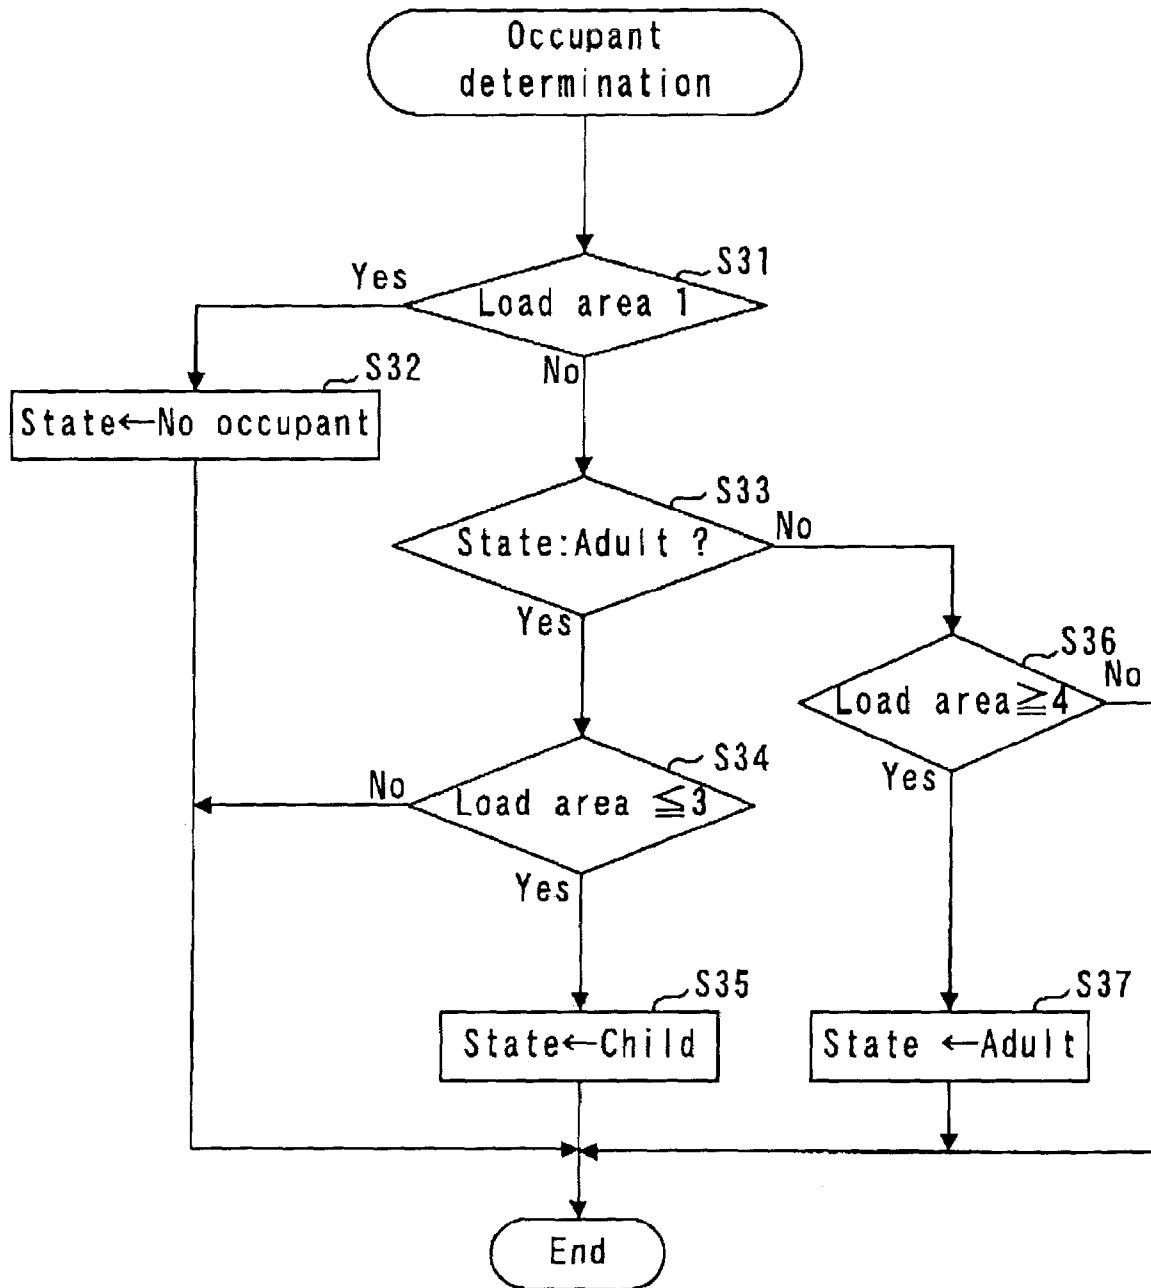 Occupant
determination
S31
Yes
Load area 1
No
S32
State←No occupant
S33
No
State:Adult ?
Yes
S36
No
Load area≧4
Yes
S34
No
Load area ≦3
Yes
S35
State←Child
S37
State ←Adult
End